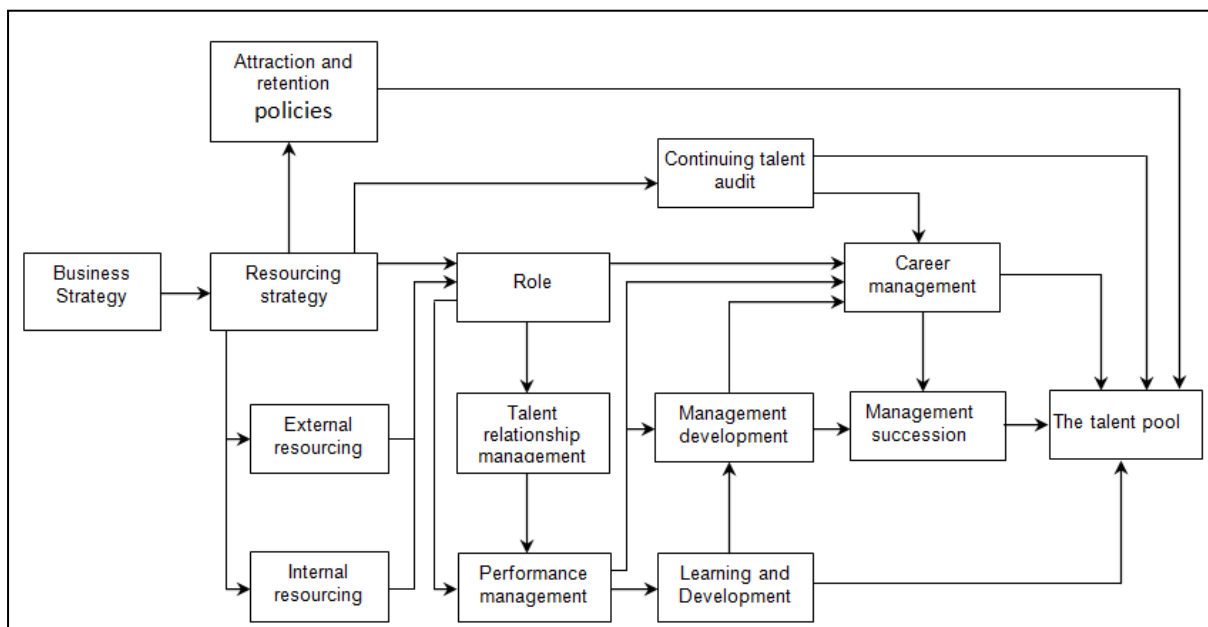 Attraction and
retention
policies
Continuing talent
audit
Business
Strategy
Resourcing
strategy
Role
Career
management
External
resourcing
Talent
relationship
management
Management
development
Management
succession
The talent pool
Internal
resourcing
Performance
management
Learning and
Development